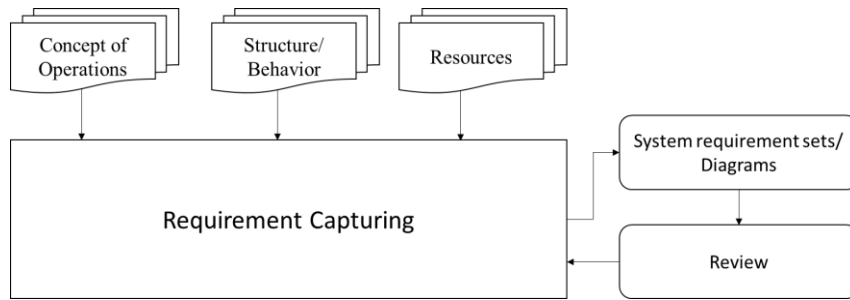 Concept of
Operations
Structure/
Behavior
Resources
System requirement sets/
Diagrams
Requirement Capturing
Review